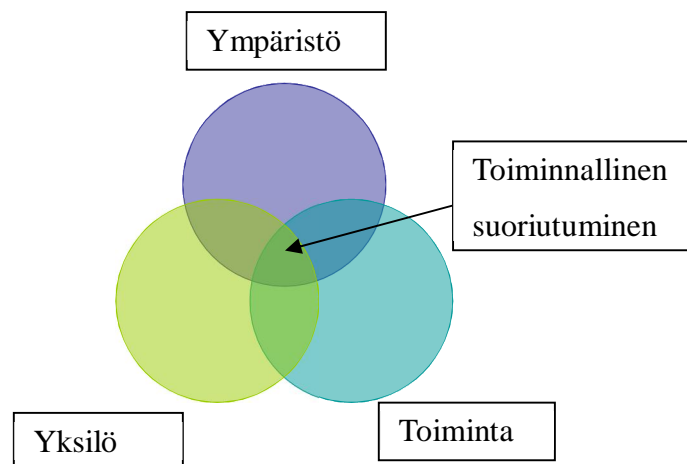 Ympäristö
Toiminnallinen
suoriutuminen
Yksilö
Toiminta